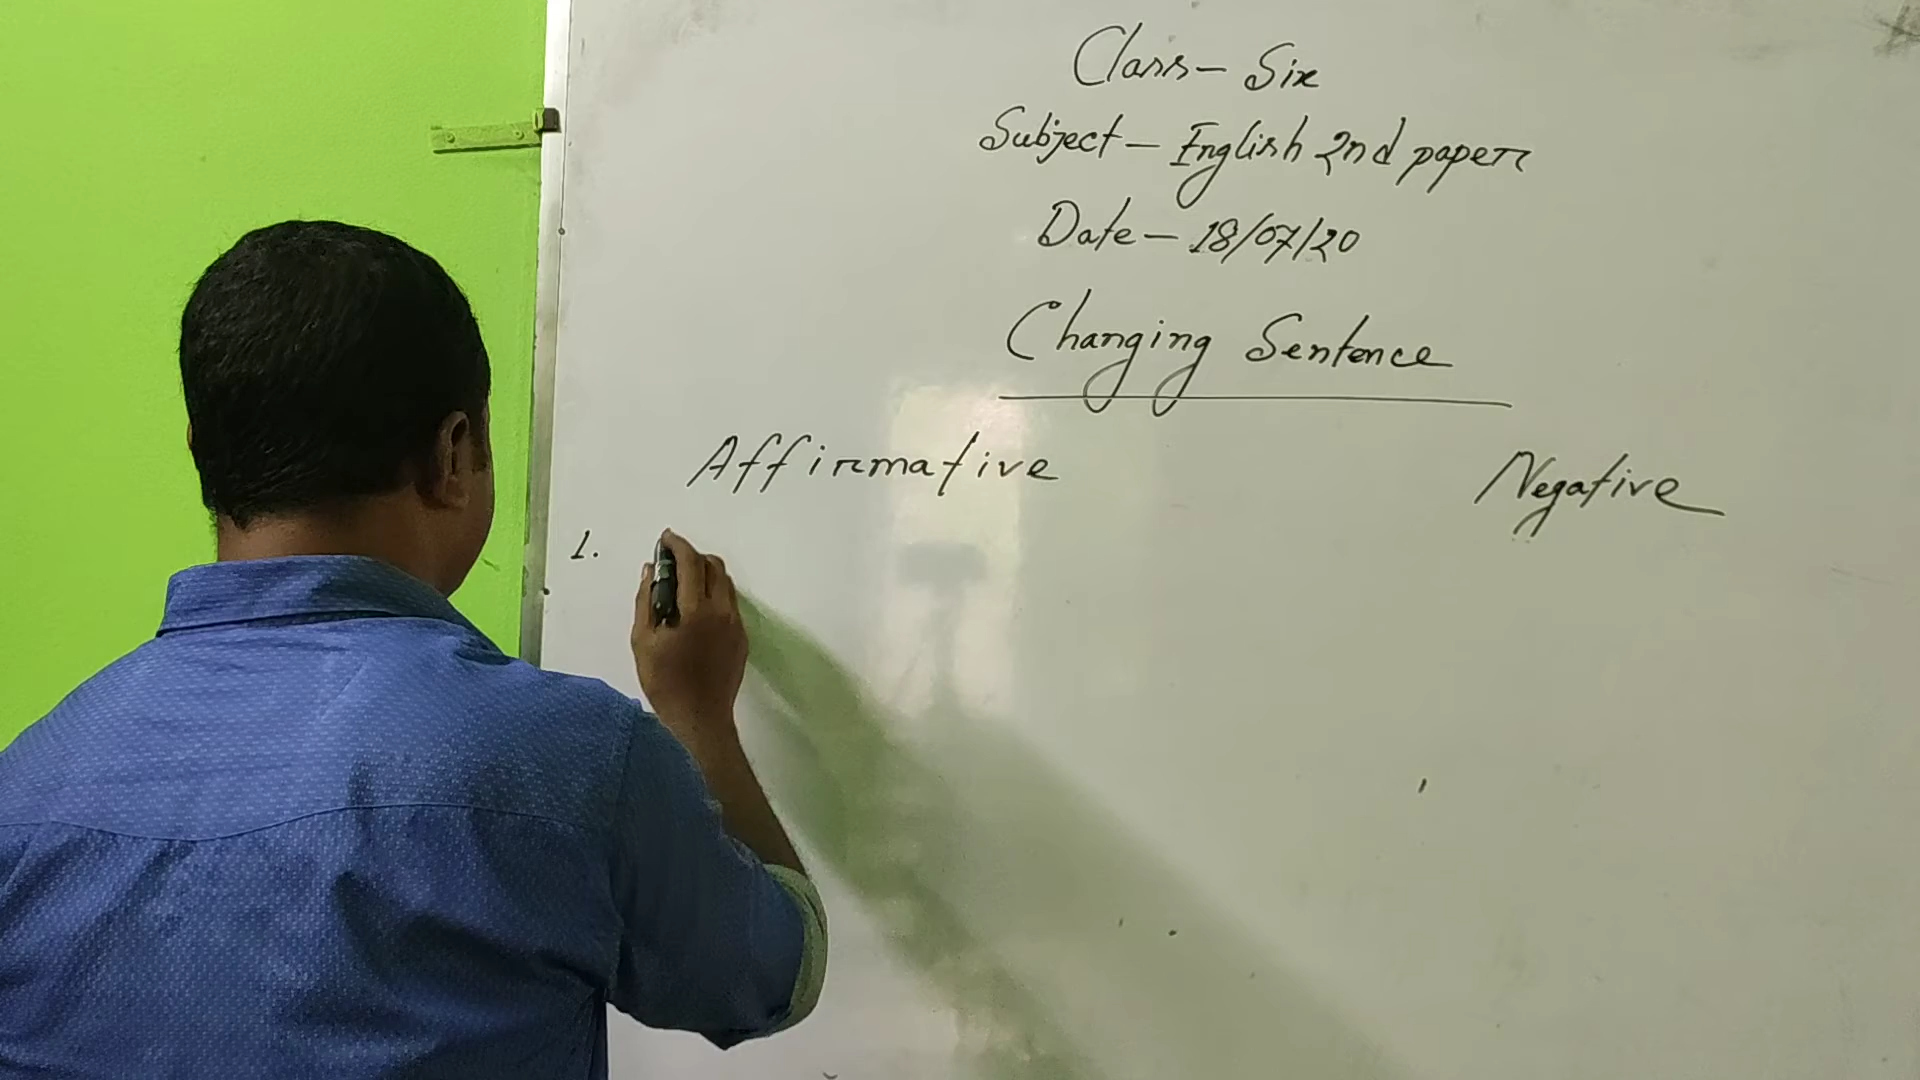 Class - Six
Subject - English 2nd paper
Date - 18/07/20
Changing Sentence
Affirmative Negative
1.